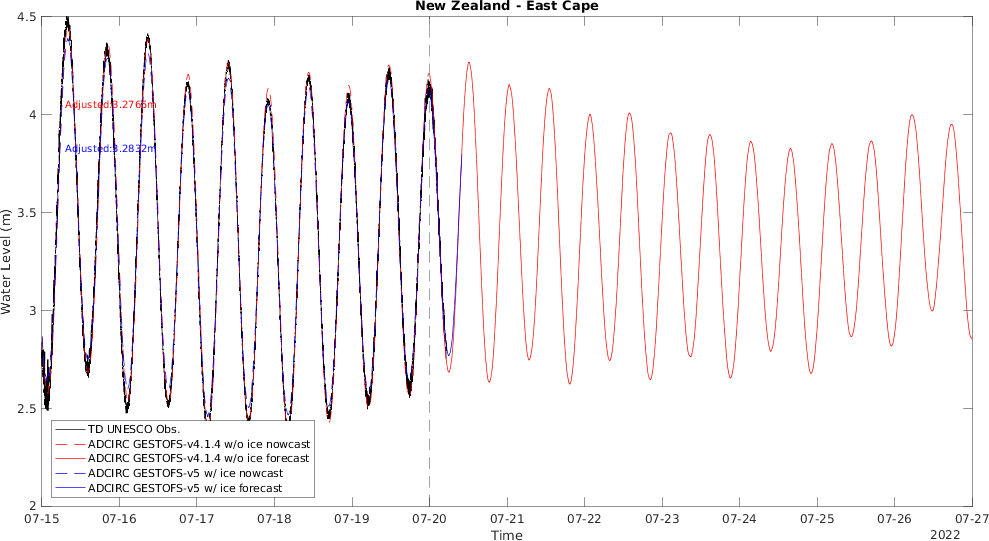 New Zealand - East Cape
4.5
4
3.5
3
2.5
2
Water Level (m)
Adjusted:3.2765m
Adjusted:3.2832m
TD UNESCO Obs.
ADCIRC GESTOFS-v4.1.4 w/o ice nowcast
ADCIRC GESTOFS-v4.1.4 w/o ice forecast
ADCIRC GESTOFS-v5 w/ ice nowcast
ADCIRC GESTOFS-v5 w/ ice forecast
07-15 07-16 07-17 07-18 07-19 07-20 07-21 07-22 07-23 07-24 07-25 07-26 07-27
Time
2022